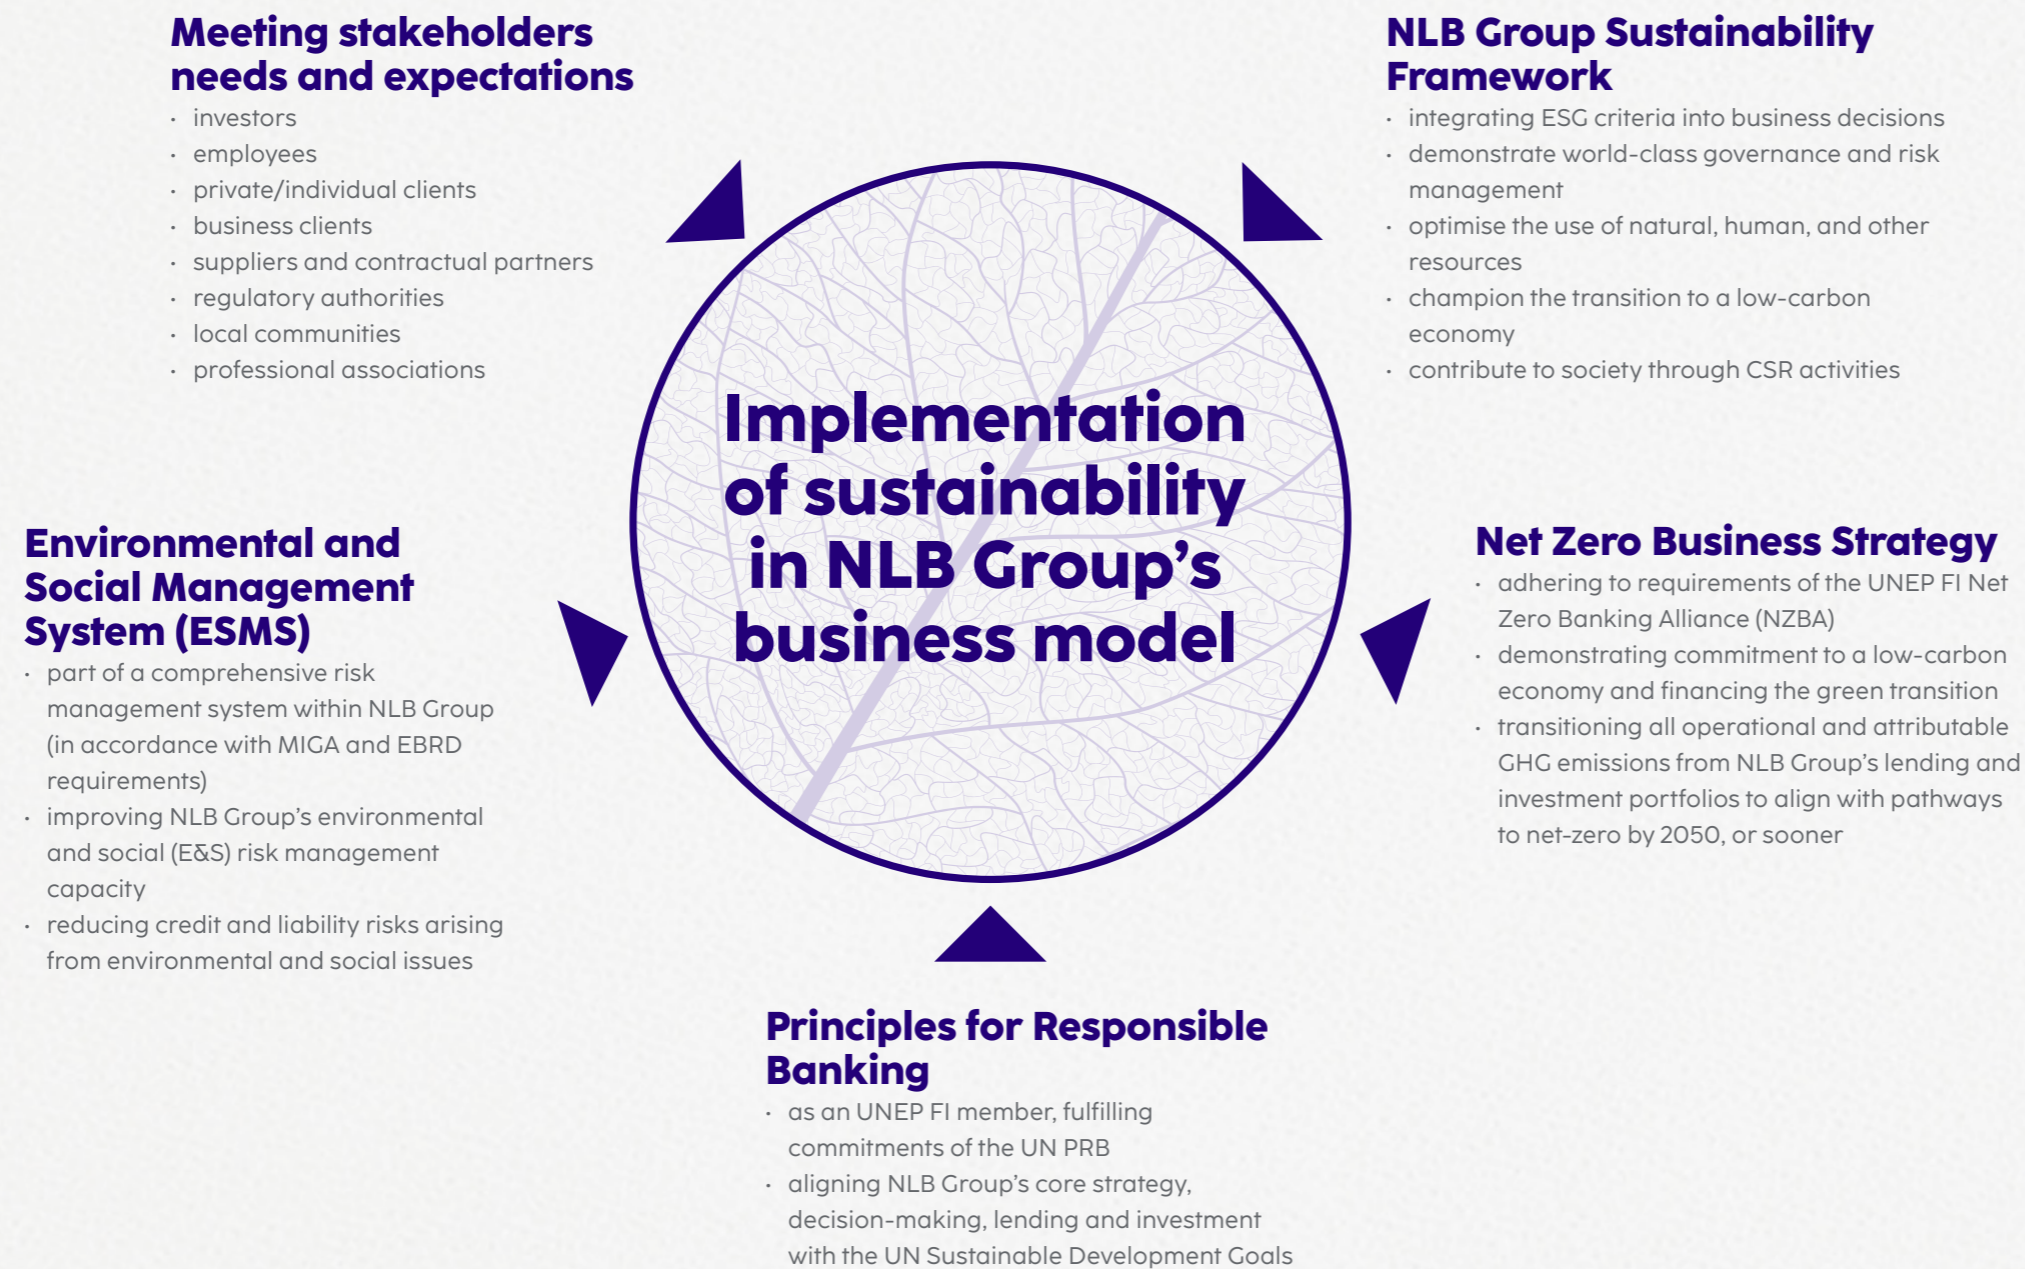 Meeting stakeholders
needs and expectations
· investors
· employees
· private/individual clients
· business clients
· suppliers and contractual partners
· regulatory authorities
· local communities
· professional associations
NLB Group Sustainability
Framework
· integrating ESG criteria into business decisions
· demonstrate world-class governance and risk
management
· optimise the use of natural, human, and other
resources
· champion the transition to a low-carbon
economy
· contribute to society through CSR activities
Implementation
of sustainability
in NLB Group’s
business model
Environmental and
Social Management
System (ESMS)
· part of a comprehensive risk
management system within NLB Group
(in accordance with MIGA and EBRD
requirements)
· improving NLB Group’s environmental
and social (E&S) risk management
capacity
· reducing credit and liability risks arising
from environmental and social issues
Net Zero Business Strategy
· adhering to requirements of the UNEP FI Net
Zero Banking Alliance (NZBA)
· demonstrating commitment to a low-carbon
economy and financing the green transition
· transitioning all operational and attributable
GHG emissions from NLB Group’s lending and
investment portfolios to align with pathways
to net-zero by 2050, or sooner
Principles for Responsible
Banking
· as an UNEP FI member, fulfilling
commitments of the UN PRB
· aligning NLB Group’s core strategy,
decision-making, lending and investment
with the UN Sustainable Development Goals